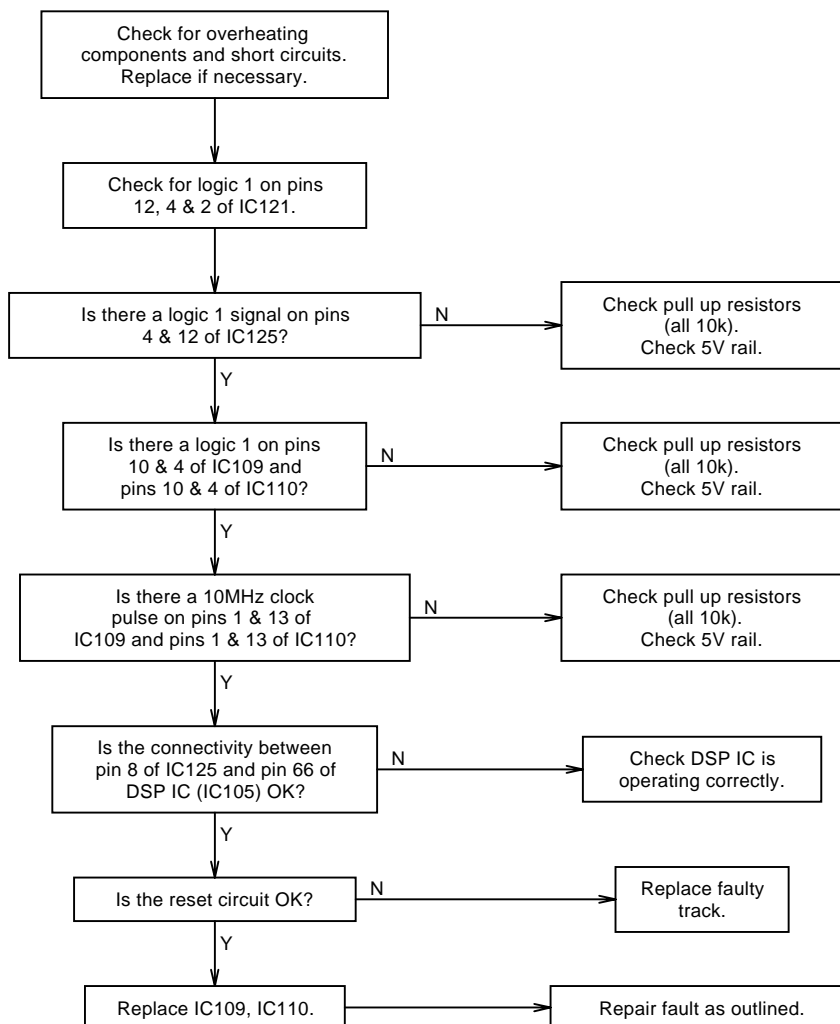 Check for overheating
components and short circuits.
Replace if necessary.
Check for logic 1 on pins
12, 4 & 2 of IC121.
Is there a logic 1 signal on pins
4 & 12 of IC125?
N
Check pull up resistors
(all 10k).
Check 5V rail.
Y
Is there a logic 1 on pins
10 & 4 of IC109 and
pins 10 & 4 of IC110?
N
Check pull up resistors
(all 10k).
Check 5V rail.
Y
Is there a 10MHz clock
pulse on pins 1 & 13 of
IC109 and pins 1 & 13 of IC110?
N
Check pull up resistors
(all 10k).
Check 5V rail.
Y
Is the connectivity between
pin 8 of IC125 and pin 66 of
DSP IC (IC105) OK?
N
Check DSP IC is
operating correctly.
Y
Is the reset circuit OK?
N
Replace faulty
track.
Y
Replace IC109, IC110.
Repair fault as outlined.